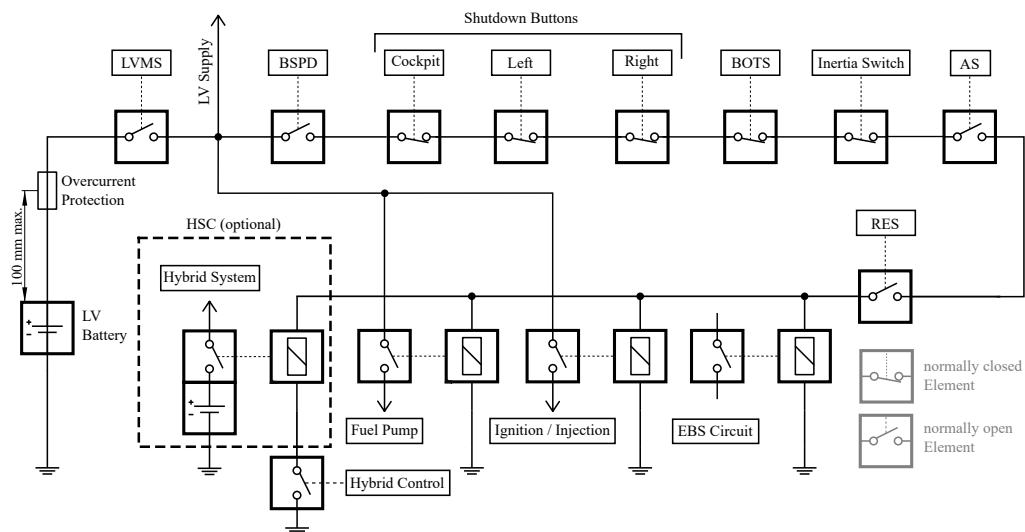 Shutdown Buttons
LV Supply
LVMS
BSPD
Cockpit
Left
Right
BOTS
Inertia Switch
AS
Overcurrent
Protection
100 mm max.
HSC (optional)
RES
Hybrid System
+
-
LV
Battery
+
-
normally closed
Element
Fuel Pump
Ignition / Injection
EBS Circuit
normally open
Element
Hybrid Control